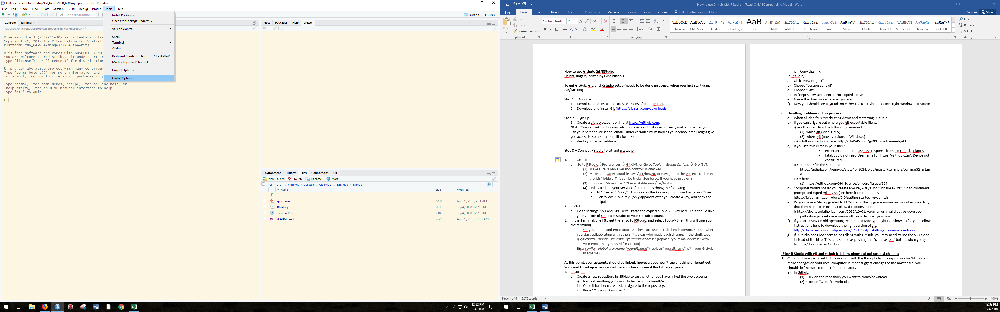 C:/Users/vnichols/Desktop/Git_Repos/EEB_698/myrepo - master - RStudio
File Edit Code View Plots Session Build Debug Profile Tools Help
Go to file/function
myrepo — EEB_698
Install Packages...
Check for Package Updates...
Version Control
Shell...
Terminal
Addins
Keyboard Shortcuts Help Alt+Shift+K
Modify Keyboard Shortcuts...
Project Options...
Global Options...
Console Terminal
C:/Users/vnichols/Desktop/Git_Repos/EEB_698/myrepo/
R version 3.4.3 (2017-11-30) -- "Kite-Eating Tre
Copyright (C) 2017 The R Foundation for Statisti
Platform: x86_64-w64-mingw32/x64 (64-bit)
R is free software and comes with ABSOLUTELY NO
You are welcome to redistribute it under certain
Type 'license()' or 'licence()' for distribution
R is a collaborative project with many contribut
Type 'contributors()' for more information and
'citation()' on how to cite R or R packages in p
Type 'demo()' for some demos, 'help()' for on-line help, or
'help.start()' for an HTML browser interface to help.
Type 'q()' to quit R.
>
Plots Packages Help Viewer
Environment History Files Connections Git
New Folder Delete Rename More
C: Users vnichols Desktop Git_Repos EEB_698 myrepo ...
Name Size Modified
..
.gitignore 44 B Aug 23, 2018, 9:11 AM
.Rhistory 20 KB Sep 4, 2018, 12:25 PM
myrepo.Rproj 218 B Sep 4, 2018, 12:26 PM
README.md 262 B Aug 23, 2018, 11:51 AM
12:32 PM
9/4/2018
How to use Github with RStudio-1 [Read-Only] [Compatibility Mode] - Word
File Home Insert Design Layout References Mailings Review View Zotero Tell me what you want to do... Sign in Share
Paste
Cut
Copy
Format Painter
Calibri (Headir 11
AaBbCcI AaBbCcI AaBbCc AaBbCcI AaB AaBbCcI AaBbCcL AaBbCcL AaBbCcL AaBbCcI AaBbCcL AaBbCcL AaBbCcI AaBbCC AaBbCcL
¶ Normal ¶ No Spac... Heading 1 Heading 2 Title Subtitle Subtle Em... Emphasis Intense E... Strong Quote Intense Q... Subtle Ref... Intense Re... Book Title
Find
Replace
Select
Clipboard Font Paragraph Styles Editing
How to use Github/Git/RStudio
Haldre Rogers, edited by Gina Nichols
To get GitHub, Git, and RStudio setup (needs to be done just once, when you first start using
Git/GitHub)
Step 1 – Download
1. Download and install the latest versions of R and RStudio.
2. Download and install Git (https://git-scm.com/downloads)
Step 2 – Sign-up
1. Create a github account online at https://github.com.
NOTE: You can link multiple emails to one account – it doesn't really matter whether you
use your personal or school email. Under certain circumstances your school email might give
you access to some functionality for free.
2. Verify your email address
Step 3 – Connect RStudio to git and gitstudio
1. In R Studio
a) Go to RStudio→Preferences → Git/SVN or Go to Tools -> Global Options → Git//SVN
(1) Make sure "Enable version control" is checked.
(2) Make sure Git executable says /usr/bin/git, or navigate to the 'git' executable in
the 'bin' folder. This can be tricky. See below if you have problems.
(3) (optional) Make sure SVN executable says /usr/bin/svn
(4) Link GitHub to your version of R Studio by doing the following
(a) Hit "Create RSA Key". This creates the key in a popup window. Press Close.
(b) Click "View Public key" (only apparent after you create a key) and copy the
output
2. In GitHub
a) Go to settings. SSH and GPG keys. Paste the copied public SSH key here. This should link
your version of Git and R Studio to your GitHub account.
3. In the Terminal/Shell (to get there, go to RStudio, and select Tools-> Shell; this will open up
the terminal)
a) Tell Git your name and email address. These are used to label each commit so that when
you start collaborating with others, it's clear who made each change. In the shell, type:
i) git config --global user.email "youremailaddress" (replace "youremailaddress" with
your email that you used for GitHub)
ii) git config --global user.name "yourgitname" (replace "yourgitname" with your GitHub
username)
At this point, your accounts should be linked, however, you won't see anything different yet.
You need to set up a new repository and check to see if the Git tab appears.
4. InGitHub
a) Create a new repository in GitHub to test whether you have linked the two accounts.
i) Name it anything you want. Initialize with a ReadMe.
ii) Once it has been created, navigate to the repository.
iii) Press "Clone or Download"
iv) Copy the link.
5. In RStudio,
a) Click "New Project"
b) Choose "version control"
c) Choose "Git"
d) In "Repository URL", enter URL copied above
e) Name the directory whatever you want
f) Now you should see a Git tab on either the top right or bottom right window in R Studio.
6. Handling problems in this process:
a) When all else fails, try shutting down and restarting R Studio.
b) If you can't figure out where you git executable file is.
i) ask the shell. Run the following command:
(1) which git (Mac, Linux)
(2) where git (most versions of Windows)
ii) Or follow directions here: http://stat545.com/git03_rstudio-meet-git.html
c) If you see this error in your shell:
▪ error: unable to read askpass response from 'rpostback-askpass'
▪ fatal: could not read Username for 'https://github.com': Device not
configured
i) Go to here for the solution:
https://github.com/jennybc/stat540_2014/blob/master/seminars/seminar92_git.m
d
ii) Or here
(1) https://github.com/OHI-Science/ohicore/issues/104
d) Computer would not let you create RSA key - says "no such file exists". Go to command
prompt and typed mkdir.ssh (see here for more details.
https://jujucharms.com/docs/2.0/getting-started-keygen-win)
e) Do you have a Mac upgraded to El Capitan? This upgrade moves an important directory
that they need to re-install. Follow directions here.
i) http://tips.tutorialhorizon.com/2015/10/01/xcrun-error-invalid-active-developer-
path-library-developer-commandline-tools-missing-xcrun/
f) If you are using an old operating system on a Mac, git might not show up for you. Follow
instructions here to download the right version of git.
http://stackoverflow.com/questions/24215564/installing-git-on-mac-os-10-7-5
g) If R Studio does not seem to be talking with GitHub, you may need to use the SSH clone
instead of the http. This is as simple as pushing the "clone as ssh" button when you go
to clone/download in GitHub.
Using R Studio with git and github to follow along but not suggest changes
1) Cloning: If you just want to follow along with the R scripts from a repository on GitHub, and
make changes on your local computer, but not suggest changes to the master file, you
should do fine with a clone of the repository.
a) In Github,
(1) Click on the repository you want to clone/download.
(2) Click on "Clone/Download".
Page 1 of 6 2273 words 100%
12:32 PM
9/4/2018